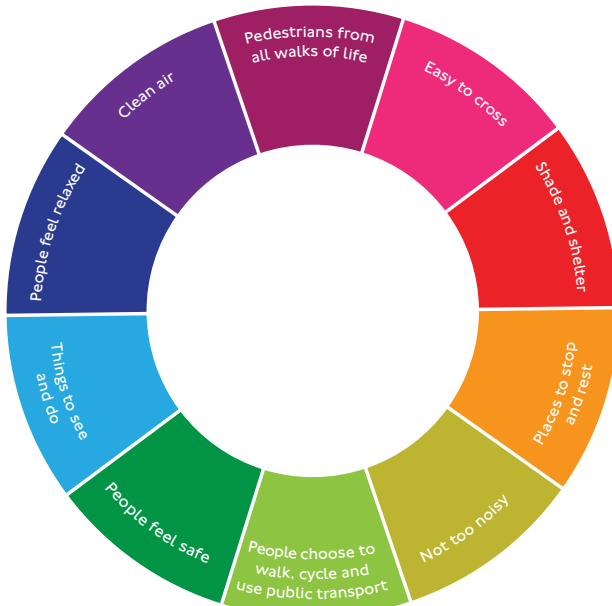 Pedestrians from
all walks of life
Easy to cross
Shade and shelter
Places to stop
and rest
Not too noisy
People choose to
walk, cycle and
use public transport
People feel safe
Things to see
and do
People feel relaxed
Clean air